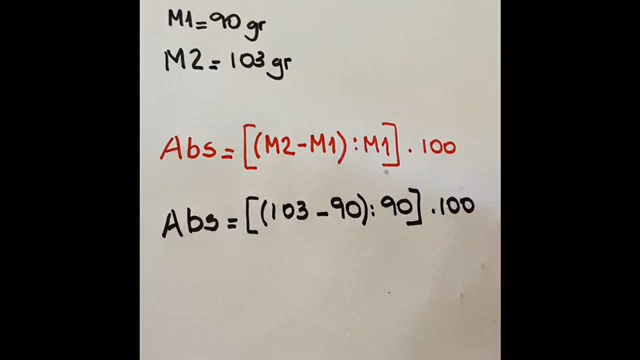 M1=90 gr
M2=103 gr
Abs=[(M2-M1):M1].100
Abs=[(103-90):90].100